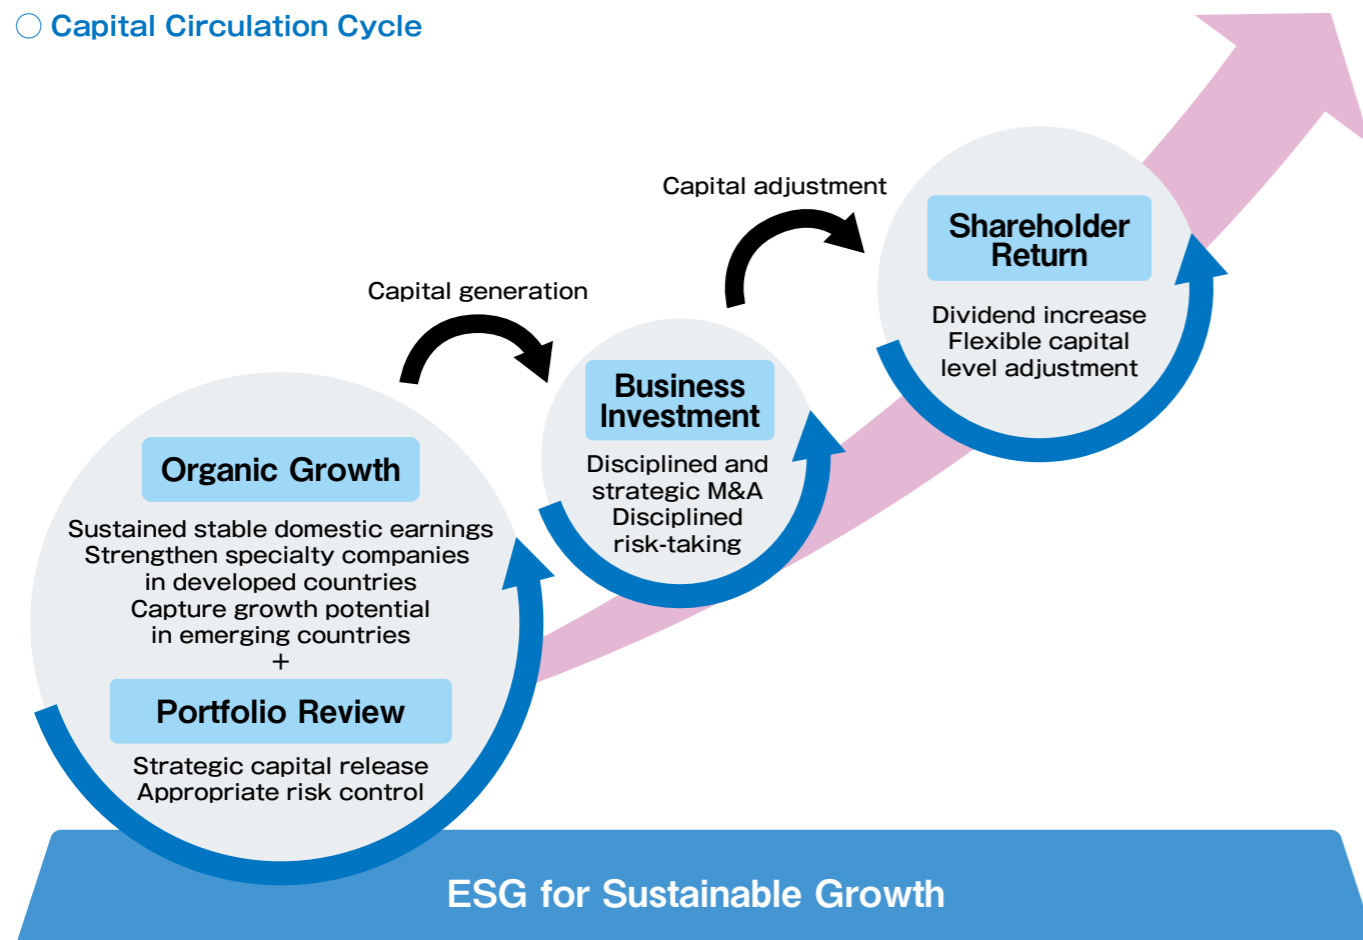 ○ Capital Circulation Cycle
Capital adjustment
Shareholder
Return
Dividend increase
Flexible capital
level adjustment
Capital generation
Business
Investment
Disciplined and
strategic M&A
Disciplined
risk-taking
Organic Growth
Sustained stable domestic earnings
Strengthen specialty companies
in developed countries
Capture growth potential
in emerging countries
+
Portfolio Review
Strategic capital release
Appropriate risk control
ESG for Sustainable Growth